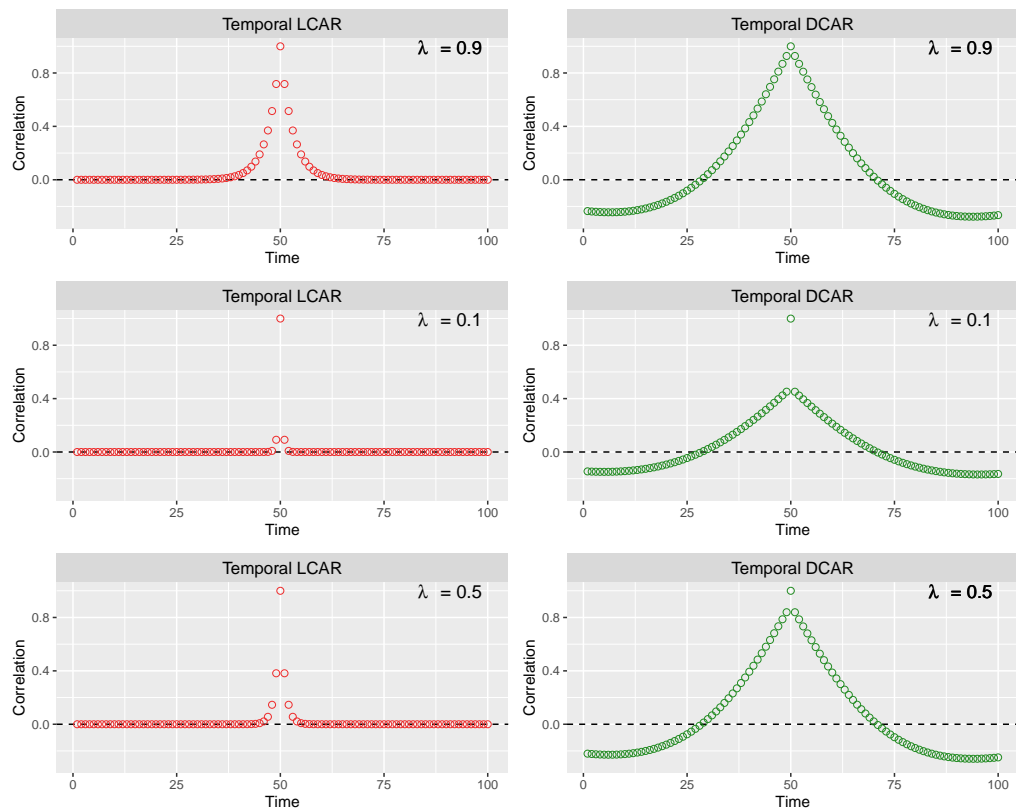 Temporal LCAR
λ = 0.9
0.8
0.4
0.0
Correlation
0
25
50
75
100
Time
Temporal DCAR
λ = 0.9
0.8
0.4
0.0
Correlation
0
25
50
75
100
Time
Temporal LCAR
λ = 0.1
0.8
0.4
0.0
Correlation
0
25
50
75
100
Time
Temporal DCAR
λ = 0.1
0.8
0.4
0.0
Correlation
0
25
50
75
100
Time
Temporal LCAR
λ = 0.5
0.8
0.4
0.0
Correlation
0
25
50
75
100
Time
Temporal DCAR
λ = 0.5
0.8
0.4
0.0
Correlation
0
25
50
75
100
Time